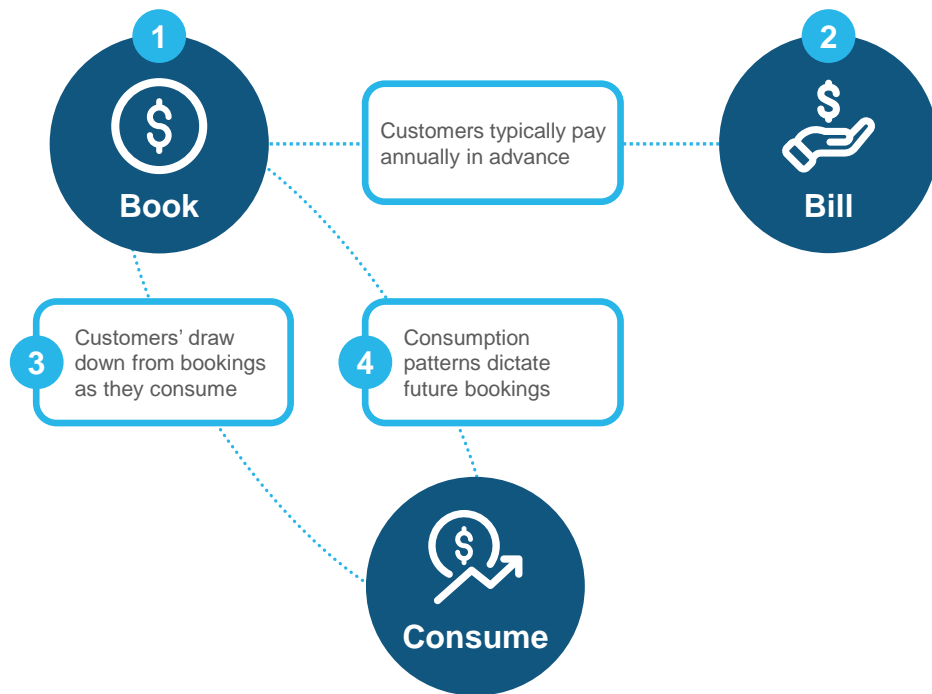 1
2
$
$
Customers typically pay
annually in advance
Book
Bill
3
Customers’ draw
down from bookings
as they consume
4
Consumption
patterns dictate
future bookings
$
Consume